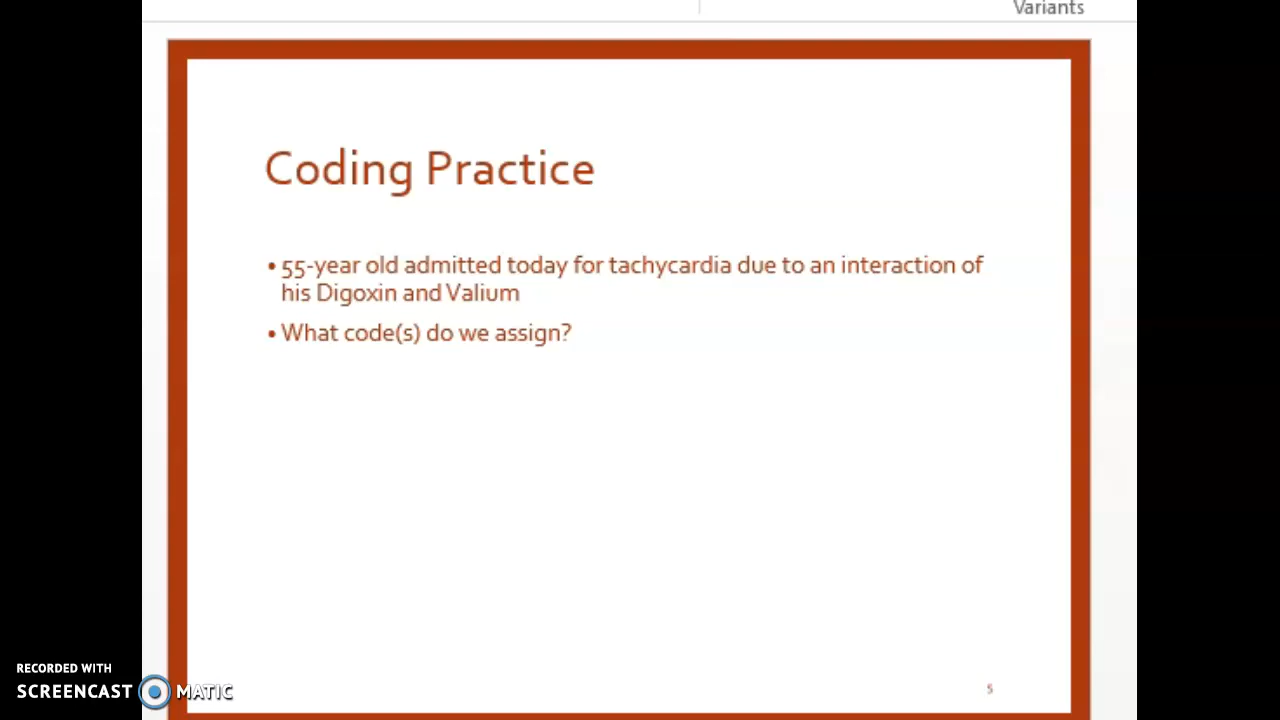 Variants
Coding Practice
• 55-year old admitted today for tachycardia due to an interaction of
his Digoxin and Valium
• What code(s) do we assign?
5
RECORDED WITH
SCREENCAST MATIC